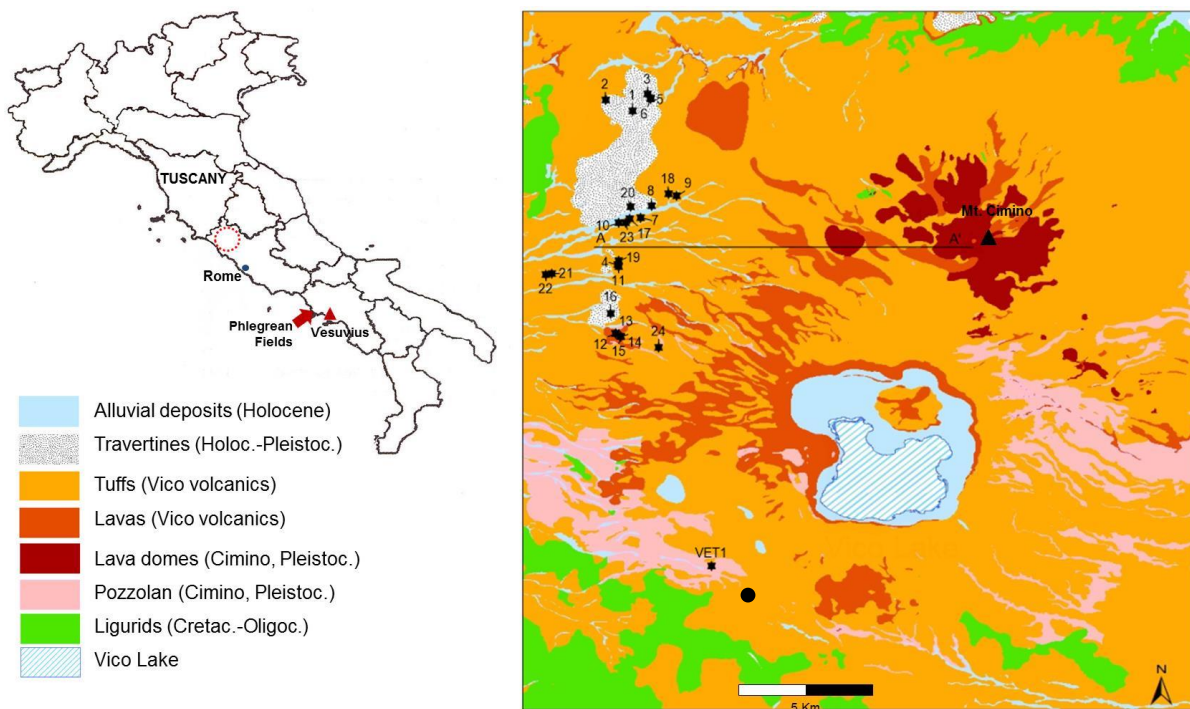 TUSCANY
Rome
Phlegrean
Fields
Vesuvius
Alluvial deposits (Holocene)
Travertines (Holoc.-Pleistoc.)
Tuffs (Vico volcanics)
Lavas (Vico volcanics)
Lava domes (Cimino, Pleistoc.)
Pozzolan (Cimino, Pleistoc.)
Ligurids (Cretac.-Oligoc.)
Vico Lake
2
1
3
5
6
18
9
20
8
10
7
23
17
A
A'
Mt. Cimino
4
19
11
21
22
16
13
12
14
15
24
Vico Lake
VET1
N
5 Km